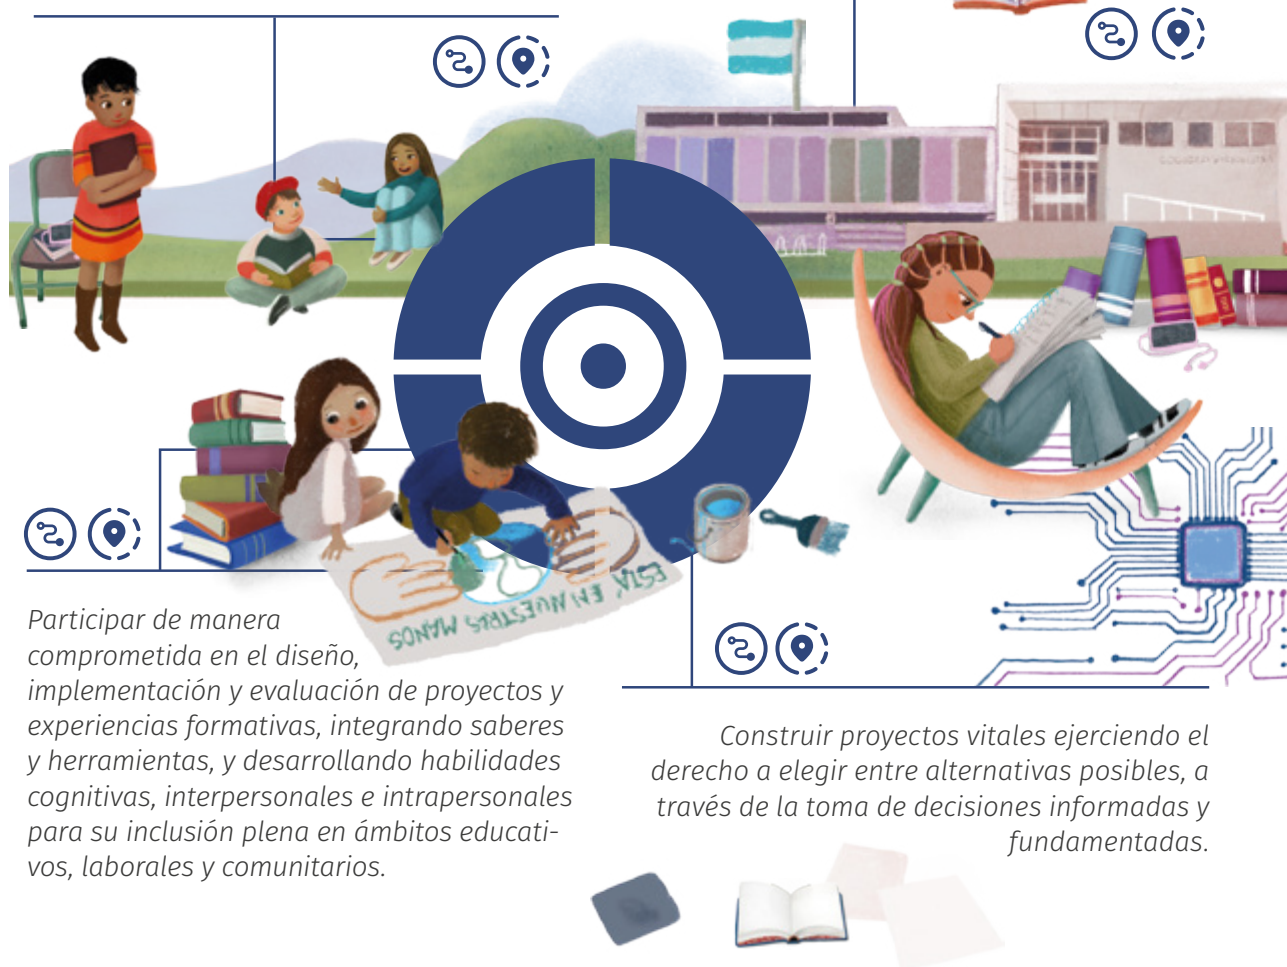 ESTÁ EN NUESTRAS MANOS
Participar de manera
comprometida en el diseño,
implementación y evaluación de proyectos y
experiencias formativas, integrando saberes
y herramientas, y desarrollando habilidades
cognitivas, interpersonales e intrapersonales
para su inclusión plena en ámbitos educati-
vos, laborales y comunitarios.
Construir proyectos vitales ejerciendo el
derecho a elegir entre alternativas posibles, a
través de la toma de decisiones informadas y
fundamentadas.